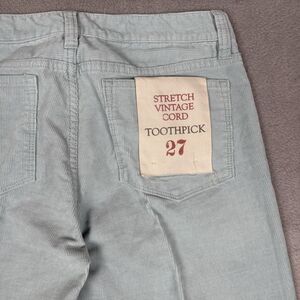 STRETCH
VINTAGE
CORD
TOOTHPICK
27